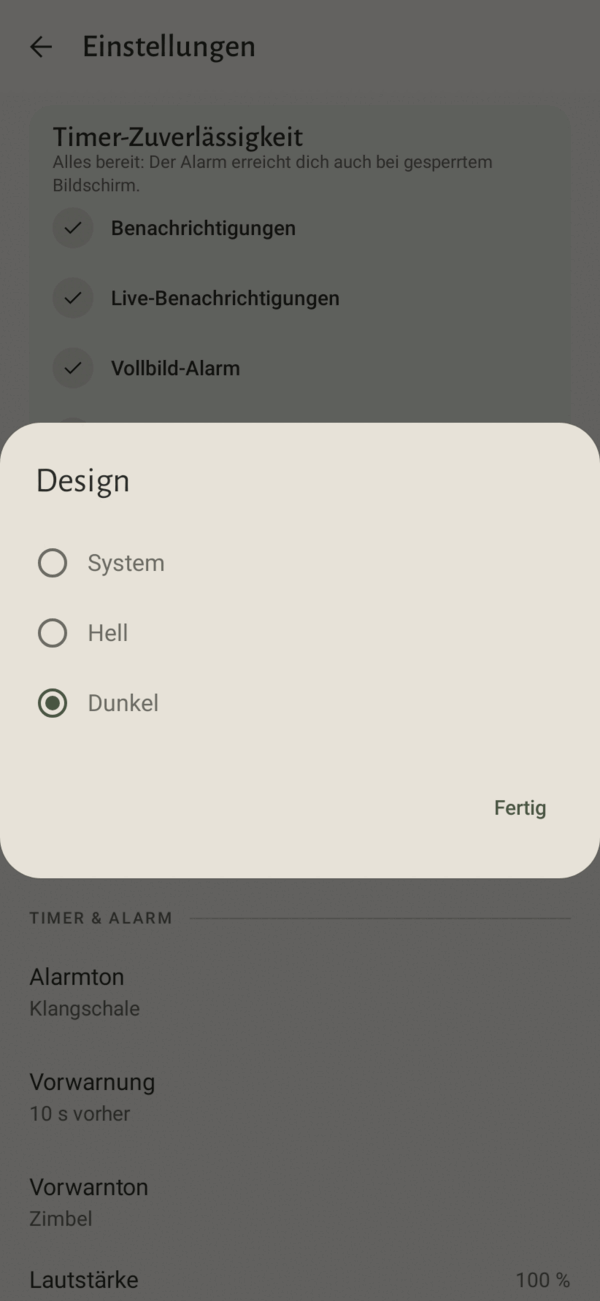 Einstellungen
Timer-Zuverlässigkeit
Alles bereit: Der Alarm erreicht dich auch bei gesperrtem
Bildschirm.
Benachrichtigungen
Live-Benachrichtigungen
Vollbild-Alarm
Design
System
Hell
Dunkel
Fertig
TIMER & ALARM
Alarmton
Klangschale
Vorwarnung
10 s vorher
Vorwarnton
Zimbel
Lautstärke 100 %